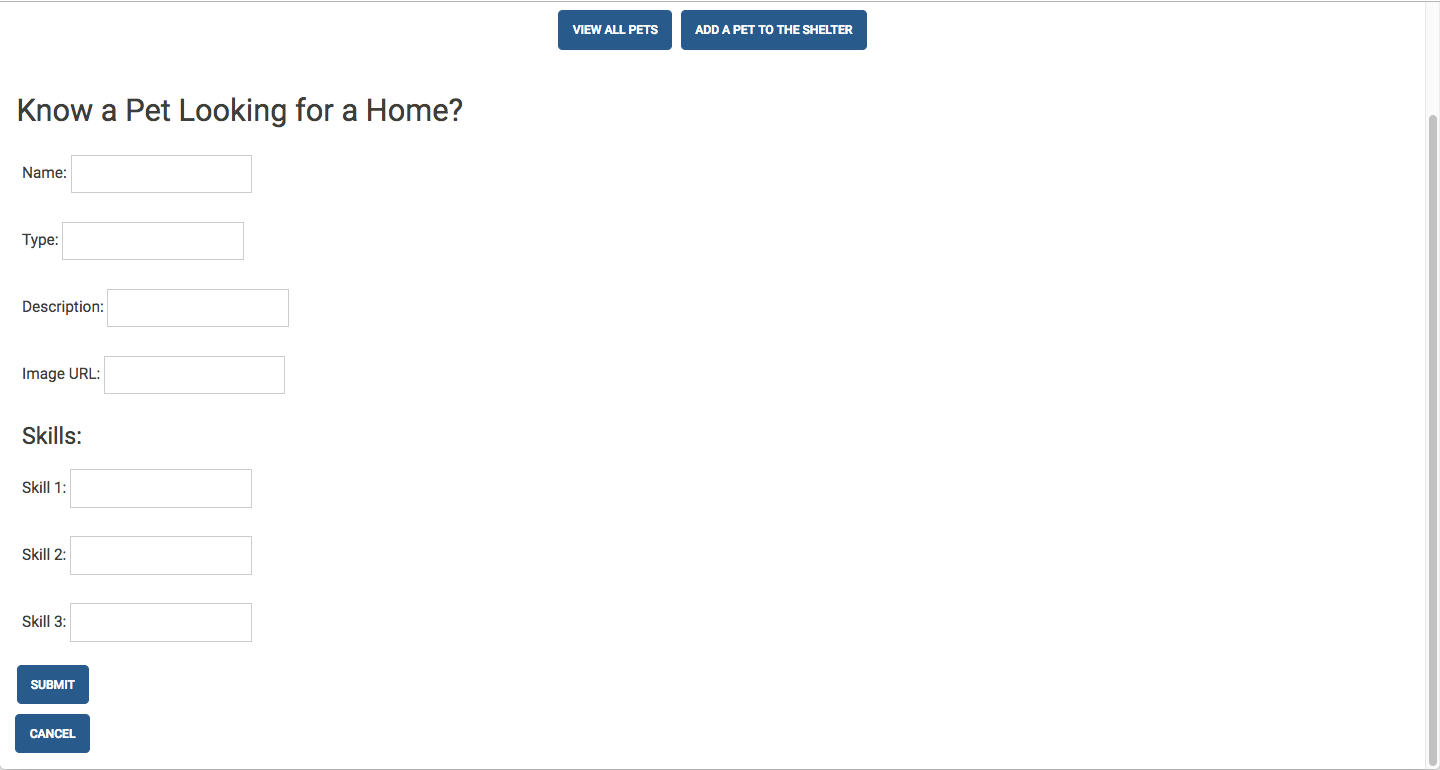 VIEW ALL PETS ADD A PET TO THE SHELTER
Know a Pet Looking for a Home?
Name:
Type:
Description:
Image URL:
Skills:
Skill 1:
Skill 2:
Skill 3:
SUBMIT
CANCEL